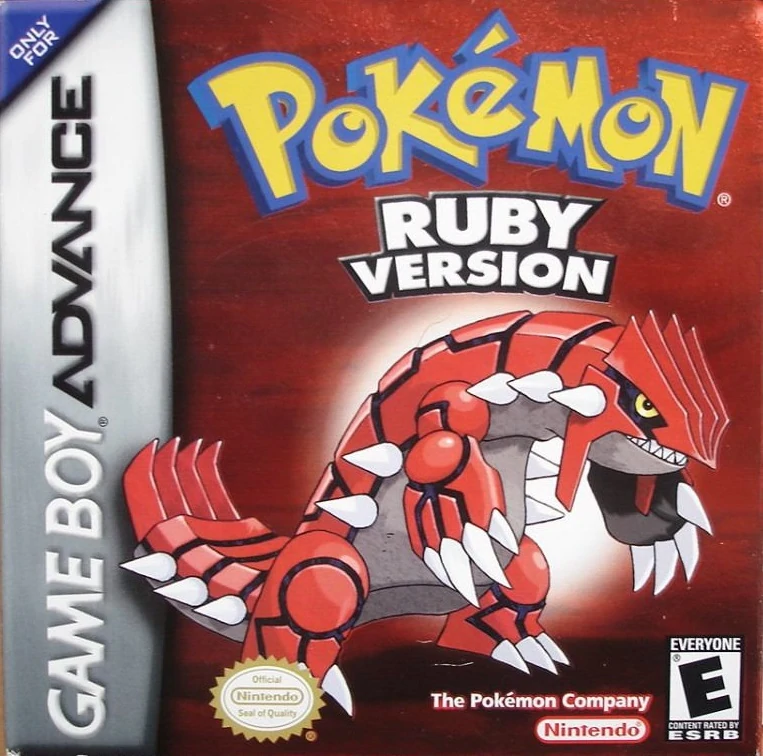 ONLY
FOR
GAME BOY ADVANCE
®
POKéMON
®
RUBY
VERSION
Official
Nintendo
Seal of Quality
®
The Pokémon Company
Nintendo®
EVERYONE
®
E
CONTENT RATED BY
ESRB